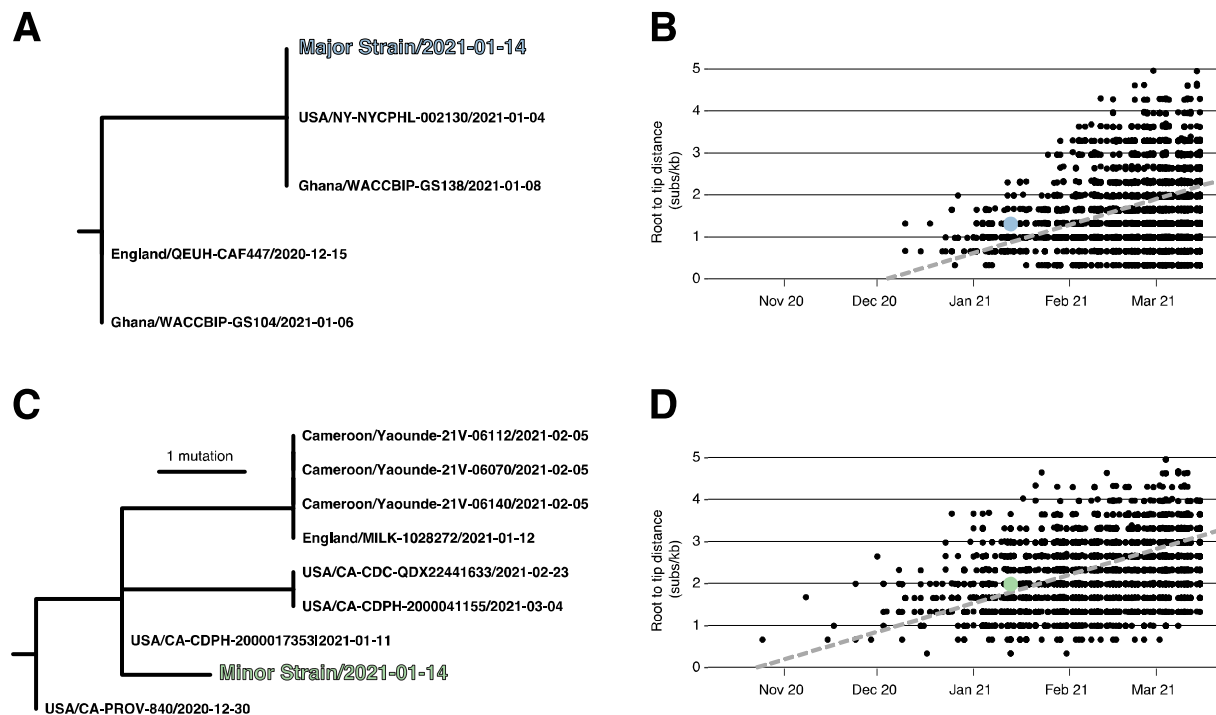 A
Major Strain/2021-01-14
USA/NY-NYCPHL-002130/2021-01-04
Ghana/WACCBIP-GS138/2021-01-08
England/QEUH-CAF447/2020-12-15
Ghana/WACCBIP-GS104/2021-01-06
B
Root to tip distance
(subs/kb)
5
4
3
2
1
0
Nov 20 Dec 20 Jan 21 Feb 21 Mar 21
C
1 mutation
Cameroon/Yaounde-21V-06112/2021-02-05
Cameroon/Yaounde-21V-06070/2021-02-05
Cameroon/Yaounde-21V-06140/2021-02-05
England/MILK-1028272/2021-01-12
USA/CA-CDC-QDX22441633/2021-02-23
USA/CA-CDPH-2000041155/2021-03-04
USA/CA-CDPH-2000017353l2021-01-11
Minor Strain/2021-01-14
USA/CA-PROV-840/2020-12-30
D
Root to tip distance
(subs/kb)
5
4
3
2
1
0
Nov 20 Dec 20 Jan 21 Feb 21 Mar 21